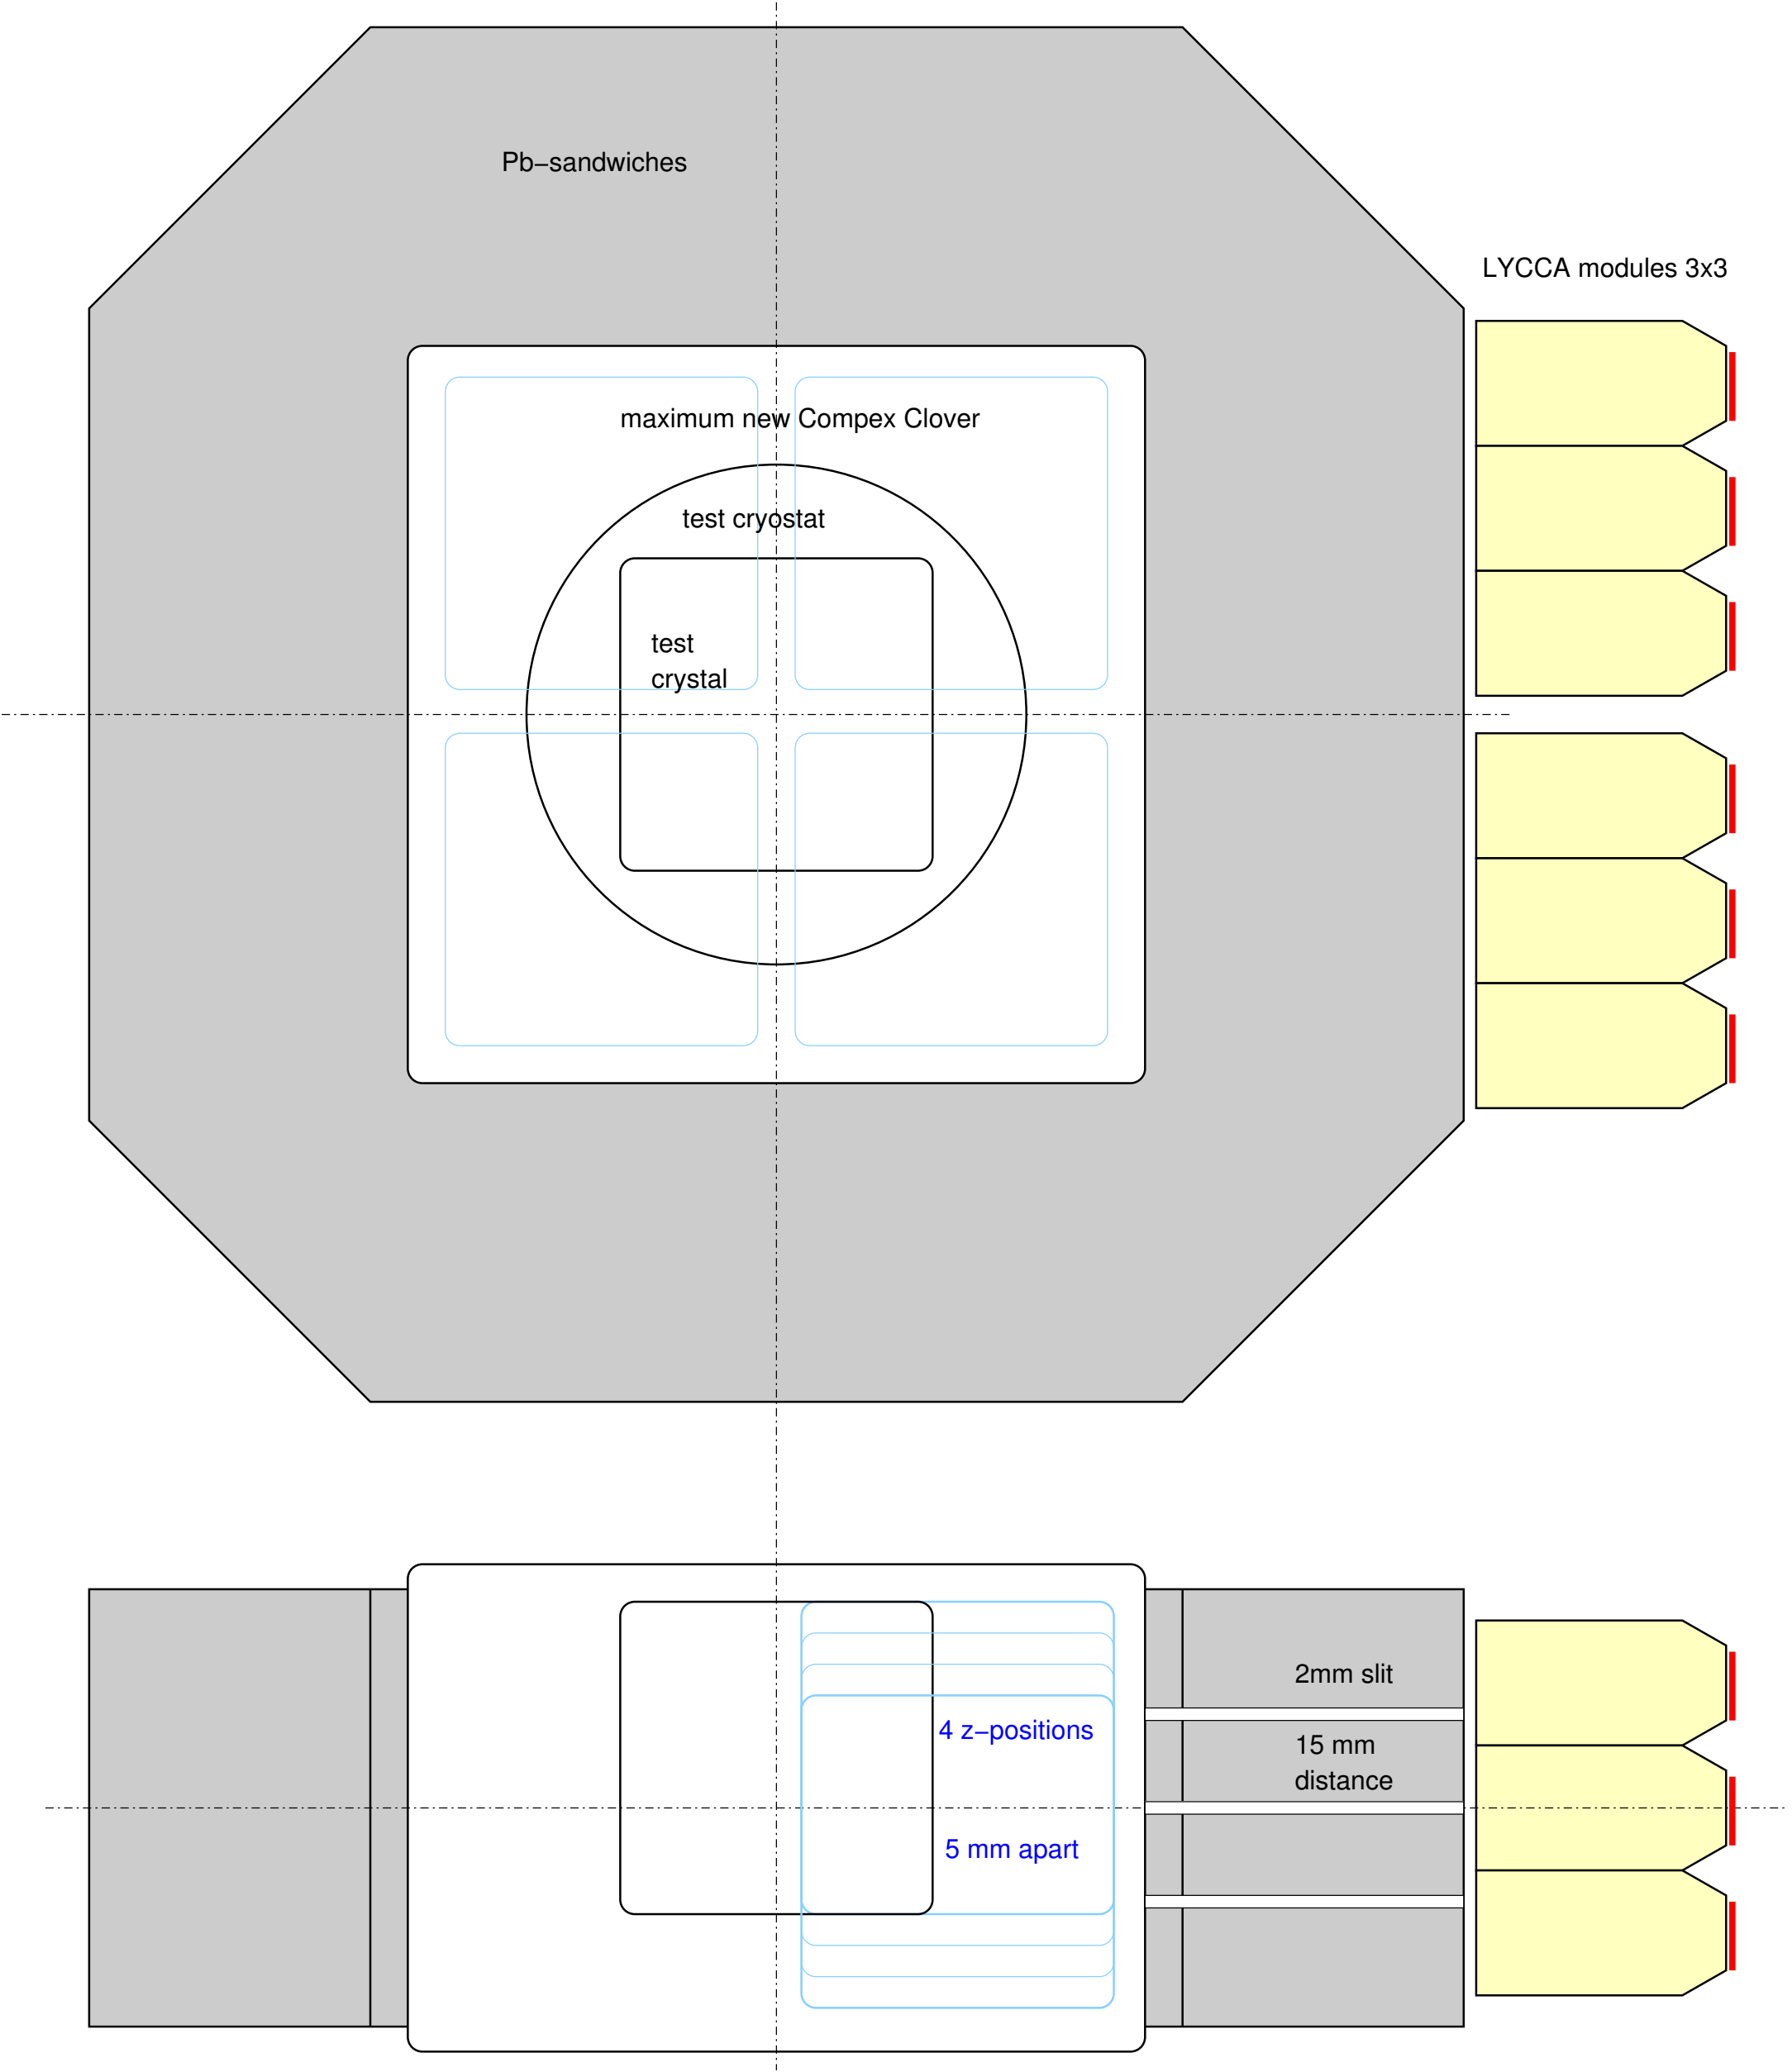 Pb−sandwiches
LYCCA modules 3x3
maximum new Compex Clover
test cryostat
test
crystal
2mm slit
4 z−positions
15 mm
distance
5 mm apart